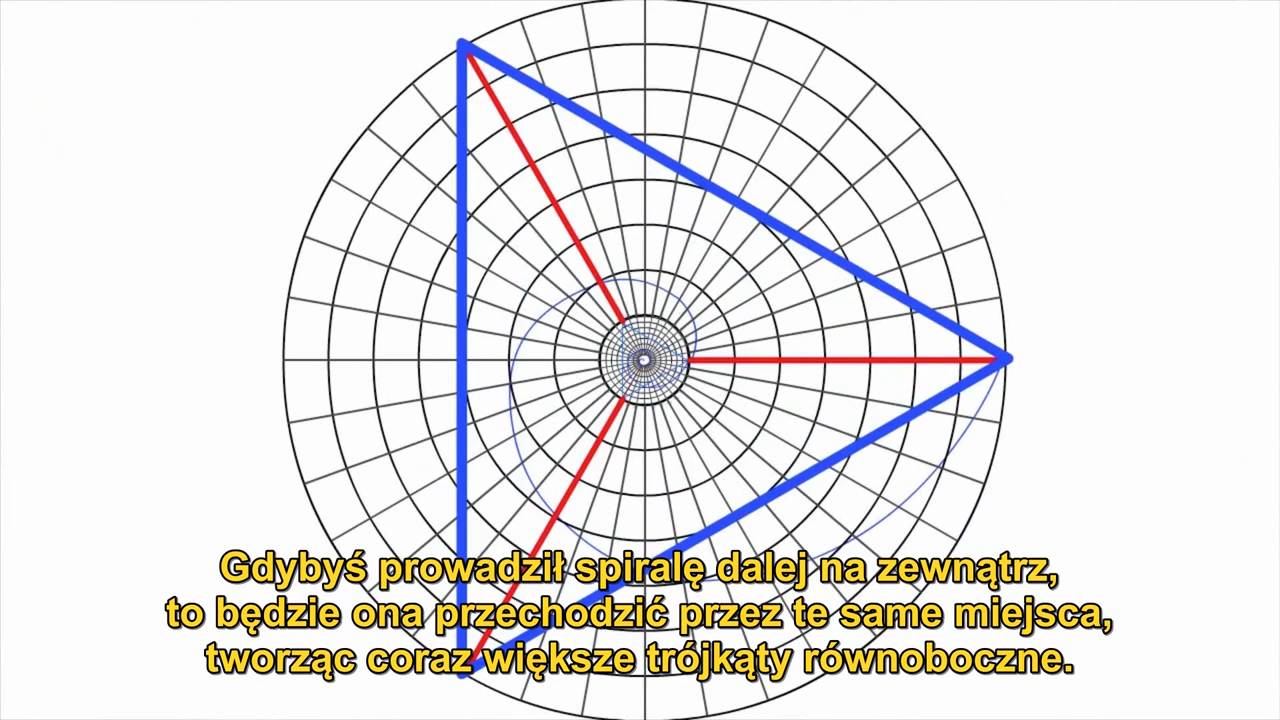 Gdybyś prowadził spiralę dalej na zewnątrz,
to będzie ona przechodzić przez te same miejsca,
tworząc coraz większe trójkąty równoboczne.